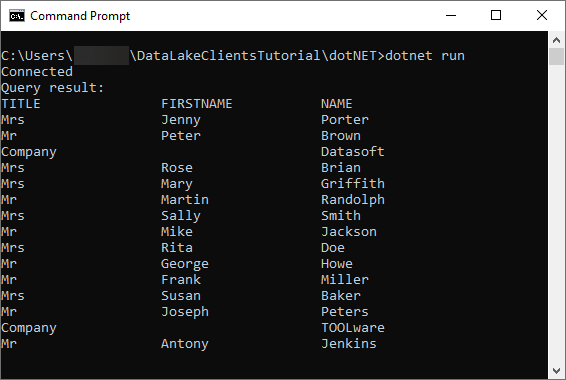 Command Prompt
C:\Users\ \DataLakeClientsTutorial\dotNET>dotnet run
Connected
Query result:
TITLE FIRSTNAME NAME
Mrs Jenny Porter
Mr Peter Brown
Company Datasoft
Mrs Rose Brian
Mrs Mary Griffith
Mr Martin Randolph
Mrs Sally Smith
Mr Mike Jackson
Mrs Rita Doe
Mr George Howe
Mr Frank Miller
Mrs Susan Baker
Mr Joseph Peters
Company TOOLware
Mr Antony Jenkins